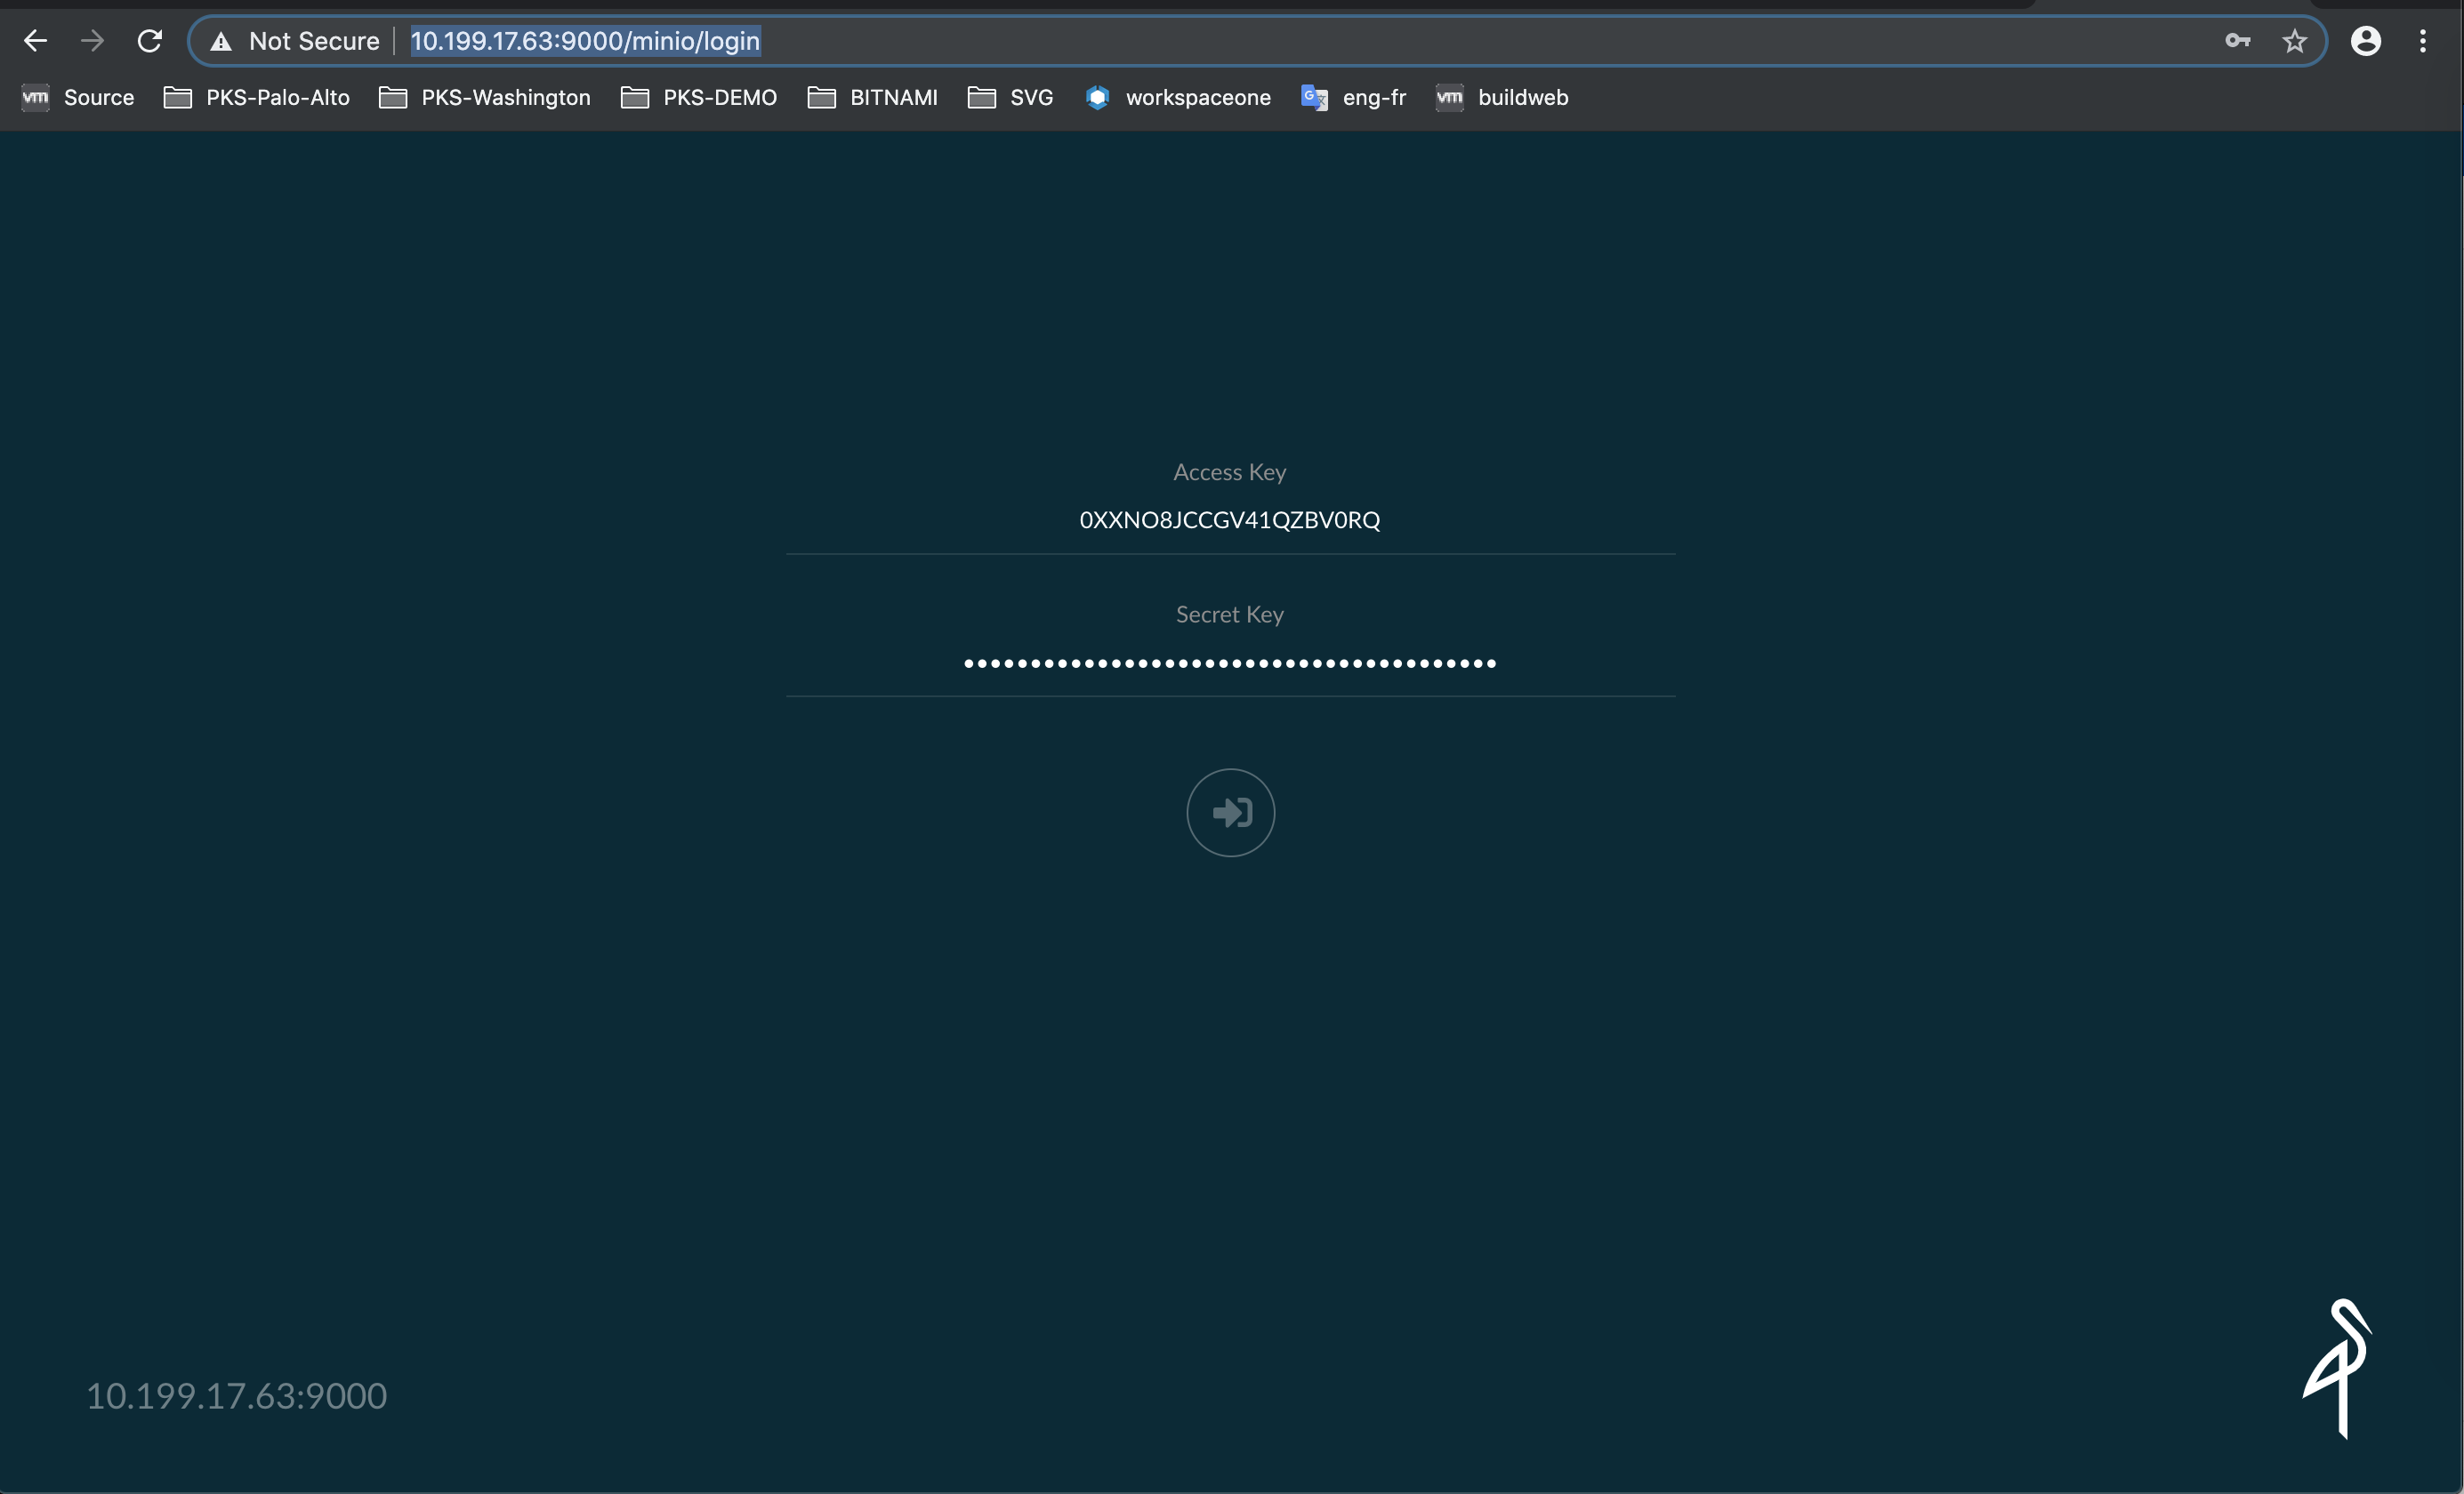 Not Secure | 10.199.17.63:9000/minio/login
vm Source PKS-Palo-Alto PKS-Washington PKS-DEMO BITNAMI SVG workspaceone G eng-fr vm buildweb
Access Key
0XXNO8JCCGV41QZBV0RQ
Secret Key
••••••••••••••••••••••••••••••••••••••••
10.199.17.63:9000